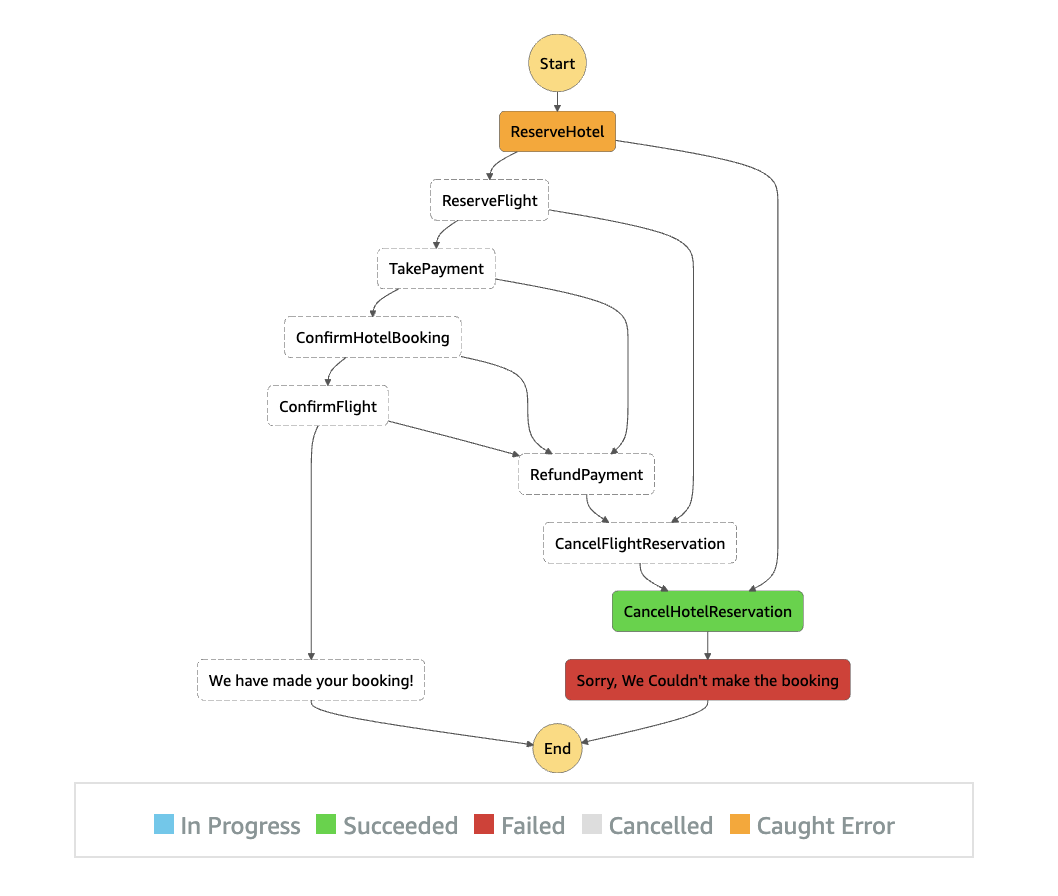 Start
ReserveHotel
ReserveFlight
TakePayment
ConfirmHotelBooking
ConfirmFlight
RefundPayment
CancelFlightReservation
CancelHotelReservation
We have made your booking!
Sorry, We Couldn't make the booking
End
In Progress
Succeeded
Failed
Cancelled
Caught Error